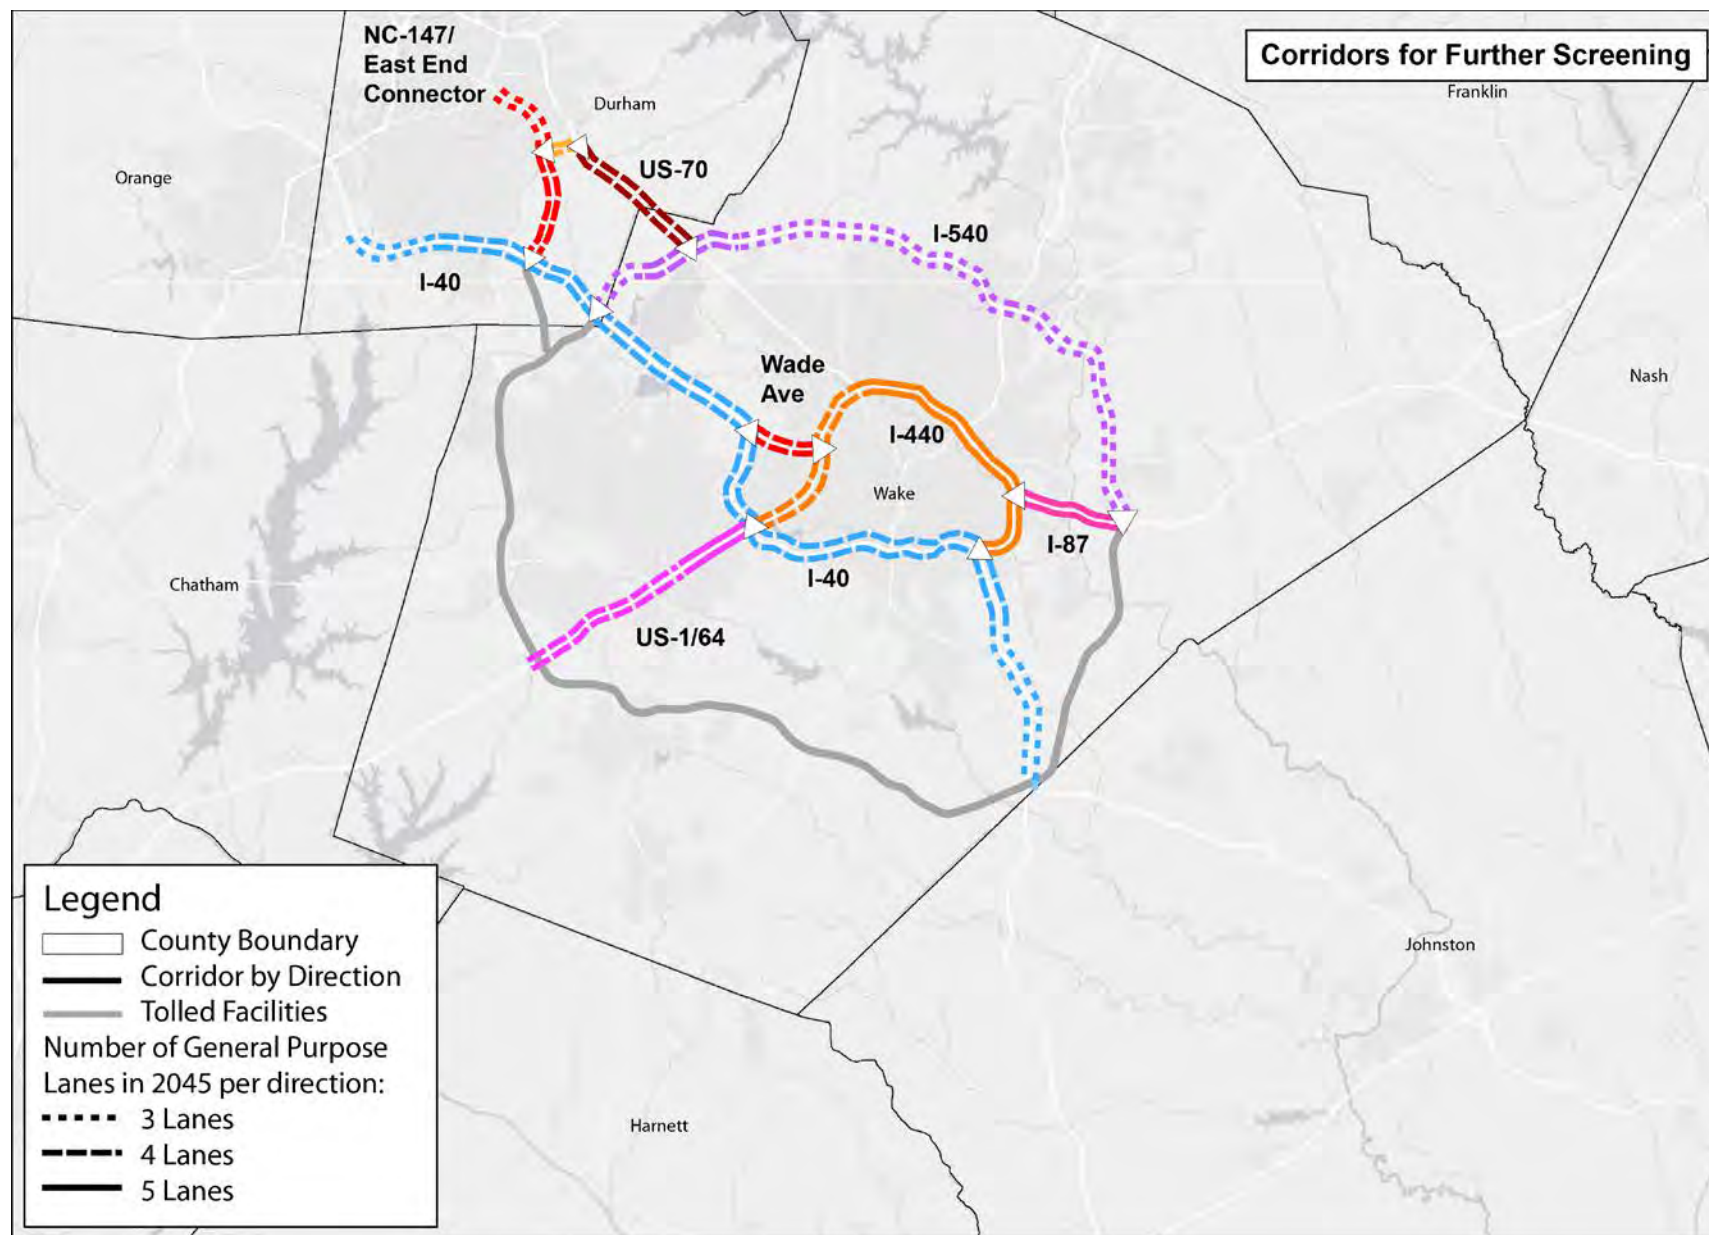 NC-147/
East End
Connector
Corridors for Further Screening
Franklin
Durham
US-70
Orange
I-540
I-40
Wade
Ave
Nash
I-440
Wake
I-87
Chatham
I-40
US-1/64
Legend
County Boundary
Corridor by Direction
Tolled Facilities
Number of General Purpose
Lanes in 2045 per direction:
3 Lanes
4 Lanes
5 Lanes
Johnston
Harnett